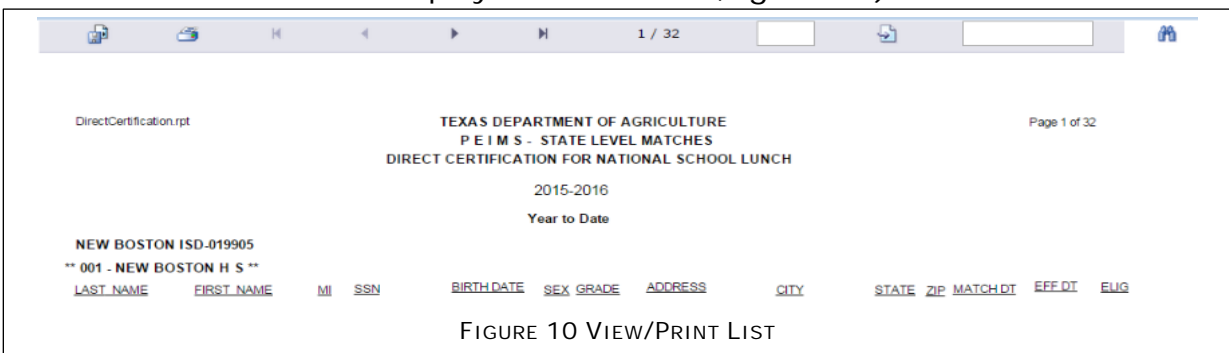 1 / 32
DirectCertification.rpt
TEXAS DEPARTMENT OF AGRICULTURE
Page 1 of 32
P E I M S - STATE LEVEL MATCHES
DIRECT CERTIFICATION FOR NATIONAL SCHOOL LUNCH
2015-2016
Year to Date
NEW BOSTON ISD-019905
** 001 - NEW BOSTON H S **
LAST NAME FIRST NAME MI SSN BIRTH DATE SEX GRADE ADDRESS CITY STATE ZIP MATCH DT EFF DT ELIG
FIGURE 10 VIEW/PRINT LIST